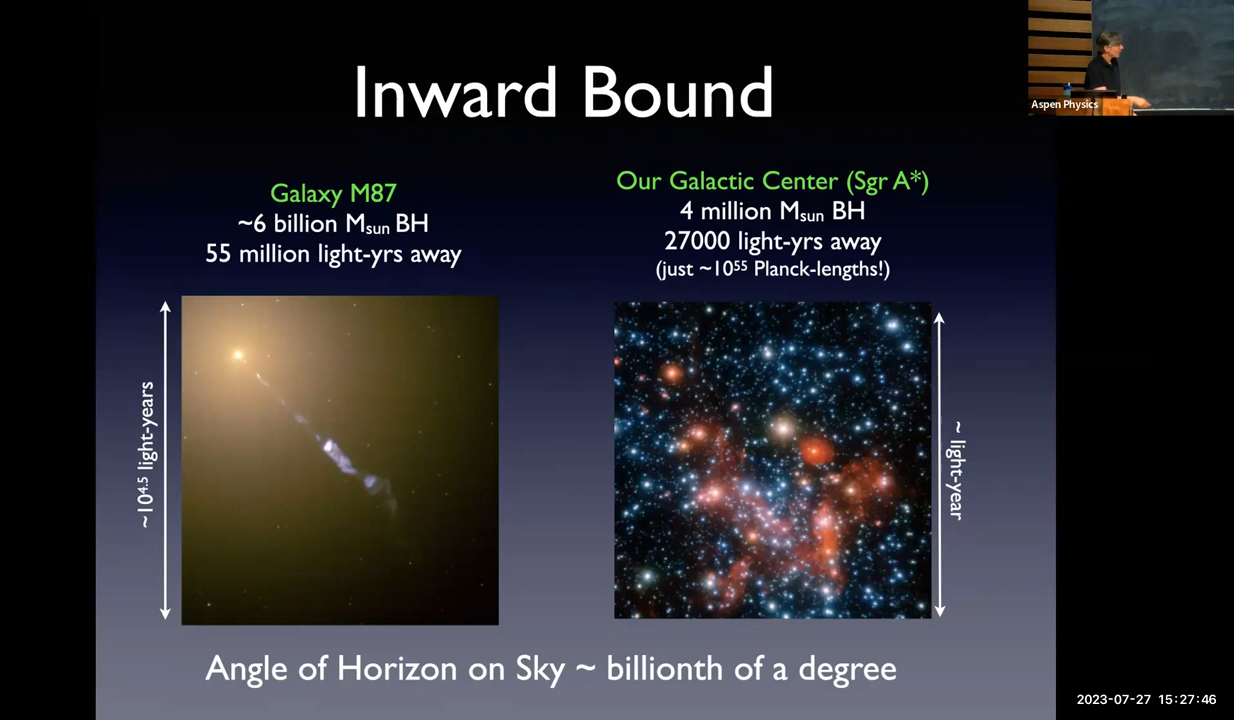 Inward Bound
Aspen Physics
Galaxy M87
~6 billion Msun BH
55 million light-yrs away
Our Galactic Center (Sgr A*)
4 million Msun BH
27000 light-yrs away
(just ~10⁵⁵ Planck-lengths!)
~10⁴·⁵ light-years
~ light-year
Angle of Horizon on Sky ~ billionth of a degree
2023-07-27 15:27:46